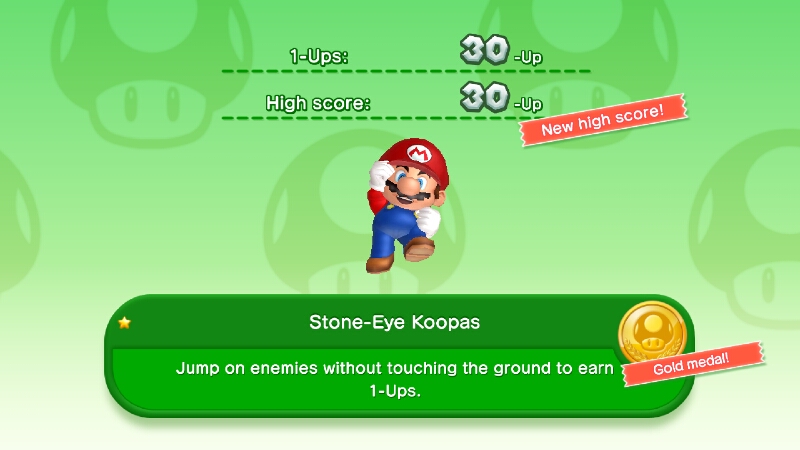 1-Ups: 30 -Up
High score: 30 -Up
New high score!
M
Stone-Eye Koopas
Jump on enemies without touching the ground to earn
1-Ups.
Gold medal!